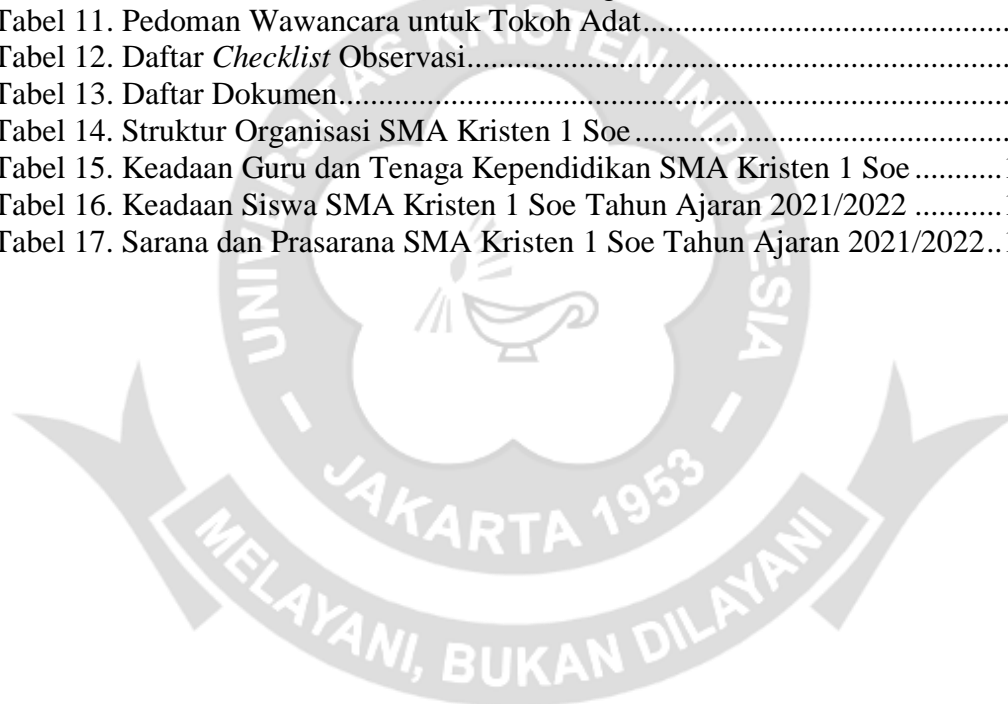 Tabel 11. Pedoman Wawancara untuk Tokoh Adat
Tabel 12. Daftar Checklist Observasi
Tabel 13. Daftar Dokumen
Tabel 14. Struktur Organisasi SMA Kristen 1 Soe
Tabel 15. Keadaan Guru dan Tenaga Kependidikan SMA Kristen 1 Soe
Tabel 16. Keadaan Siswa SMA Kristen 1 Soe Tahun Ajaran 2021/2022
Tabel 17. Sarana dan Prasarana SMA Kristen 1 Soe Tahun Ajaran 2021/2022
UNIVERSITAS KRISTEN INDONESIA
JAKARTA 1953
MELAYANI, BUKAN DILAYANI